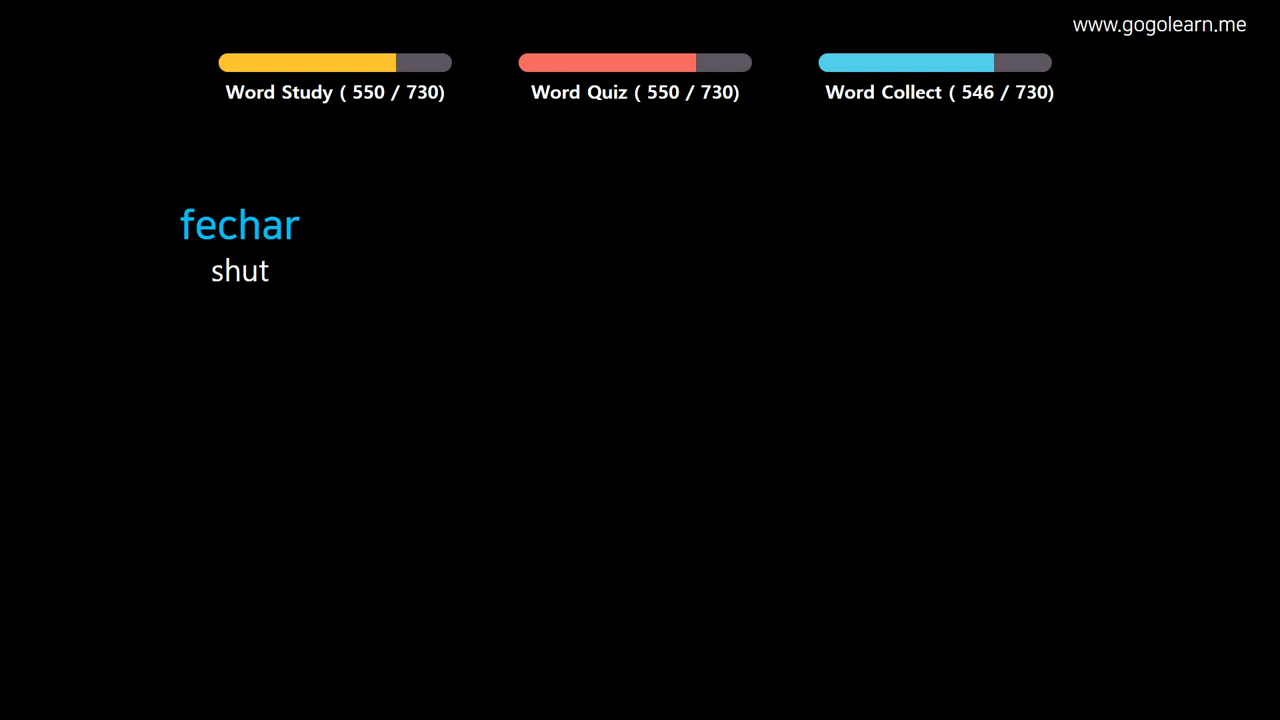 www.gogolearn.me
Word Study ( 550 / 730)
Word Quiz ( 550 / 730)
Word Collect ( 546 / 730)
fechar
shut